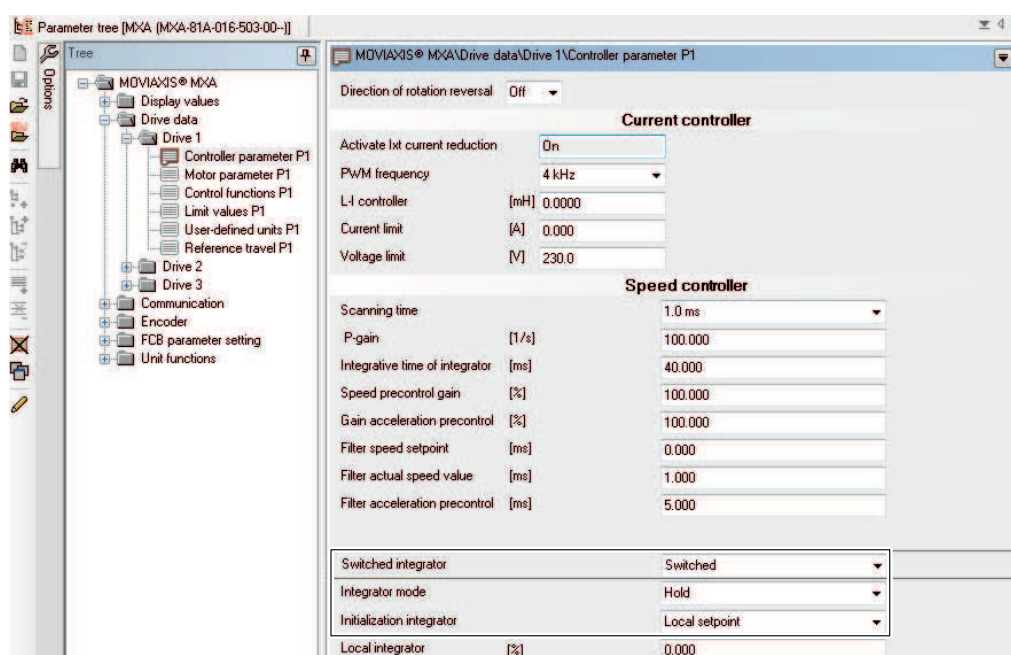 Parameter tree [MXA (MXA-81A-016-503-00--)]
Options
Tree
MOVIAXIS® MXA
Display values
Drive data
Drive 1
Controller parameter P1
Motor parameter P1
Control functions P1
Limit values P1
User-defined units P1
Reference travel P1
Drive 2
Drive 3
Communication
Encoder
FCB parameter setting
Unit functions
MOVIAXIS® MXA\Drive data\Drive 1\Controller parameter P1
Direction of rotation reversal Off
Current controller
Activate Ixt current reduction On
PWM frequency 4 kHz
L-I controller [mH] 0.0000
Current limit [A] 0.000
Voltage limit [V] 230.0
Speed controller
Scanning time 1.0 ms
P-gain [1/s] 100.000
Integrative time of integrator [ms] 40.000
Speed precontrol gain [%] 100.000
Gain acceleration precontrol [%] 100.000
Filter speed setpoint [ms] 0.000
Filter actual speed value [ms] 1.000
Filter acceleration precontrol [ms] 5.000
Switched integrator Switched
Integrator mode Hold
Initialization integrator Local setpoint
Local integrator [%] 0.000